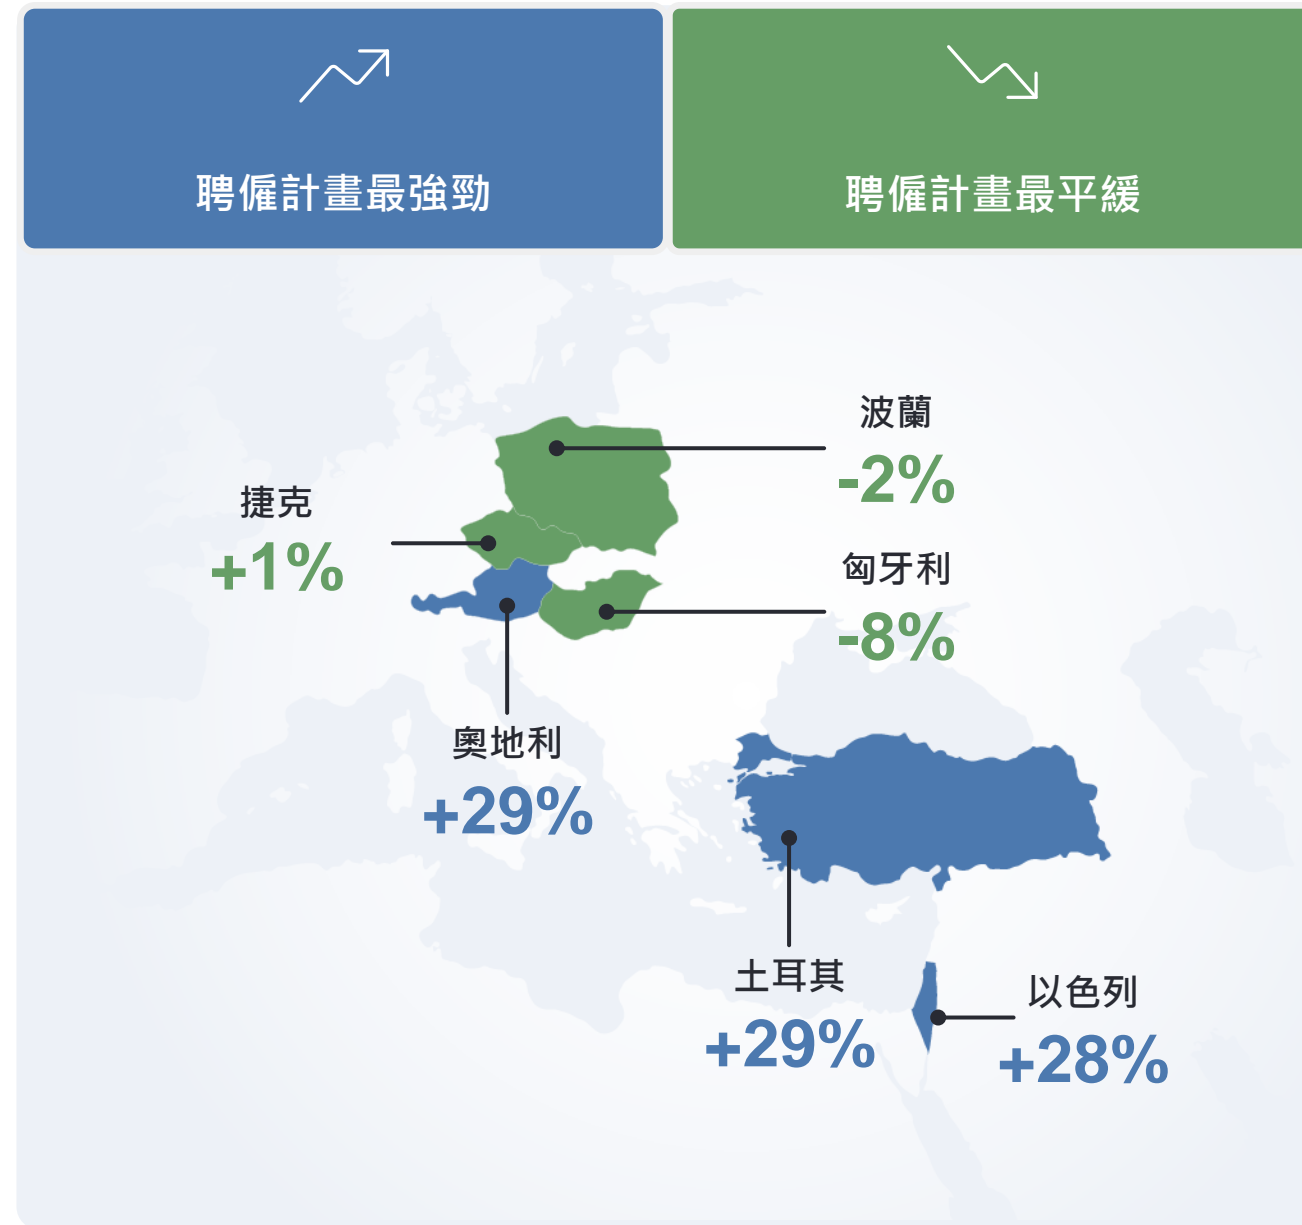 聘僱計畫最強勁
聘僱計畫最平緩
波蘭
-2%
捷克
+1%
匈牙利
-8%
奧地利
+29%
土耳其
+29%
以色列
+28%